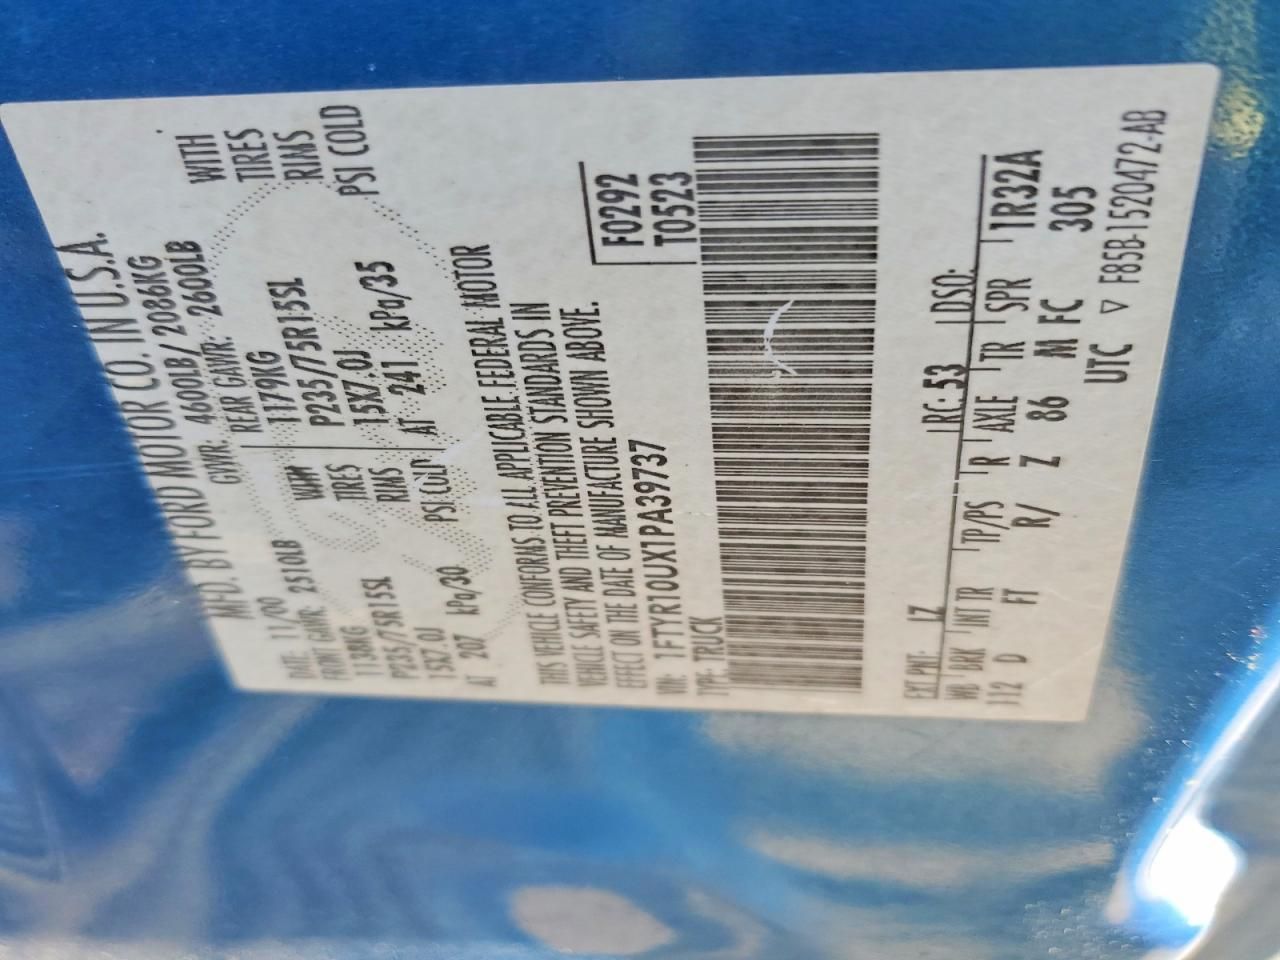 MFD. BY FORD MOTOR CO. IN U.S.A.
DATE: 11/00 GVWR: 4600LB/ 2086KG
FRONT GAWR: 2510LB REAR GAWR: 2600LB
1138KG WITH 1179KG WITH
P235/75R15SL TIRES P235/75R15SL TIRES
15X7.0J RIMS 15X7.0J RIMS
AT 207 kPa/30 PSI COLD AT 241 kPa/35 PSI COLD
THIS VEHICLE CONFORMS TO ALL APPLICABLE FEDERAL MOTOR
VEHICLE SAFETY AND THEFT PREVENTION STANDARDS IN
EFFECT ON THE DATE OF MANUFACTURE SHOWN ABOVE.
VIN: 1FTYR10UX1PA39737 F0292
TYPE: TRUCK T0523
EXT PNT: LZ RC: 53 DSO:
WB BRK INT TR TP/PS R AXLE TR SPR 1R32A
112 D FT R/ Z 86 M FC 305
UTC ▽ F85B-1520472-AB